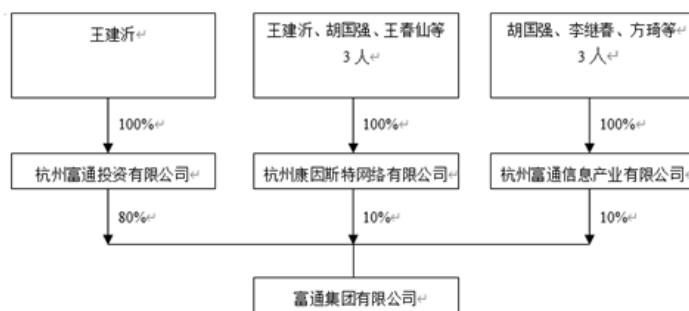 王建沂
王建沂、胡国强、王春仙等
3人
胡国强、李继春、方琦等
3人
100%
100%
100%
杭州富通投资有限公司
杭州康因斯特网络有限公司
杭州富通信息产业有限公司
80%
10%
10%
富通集团有限公司